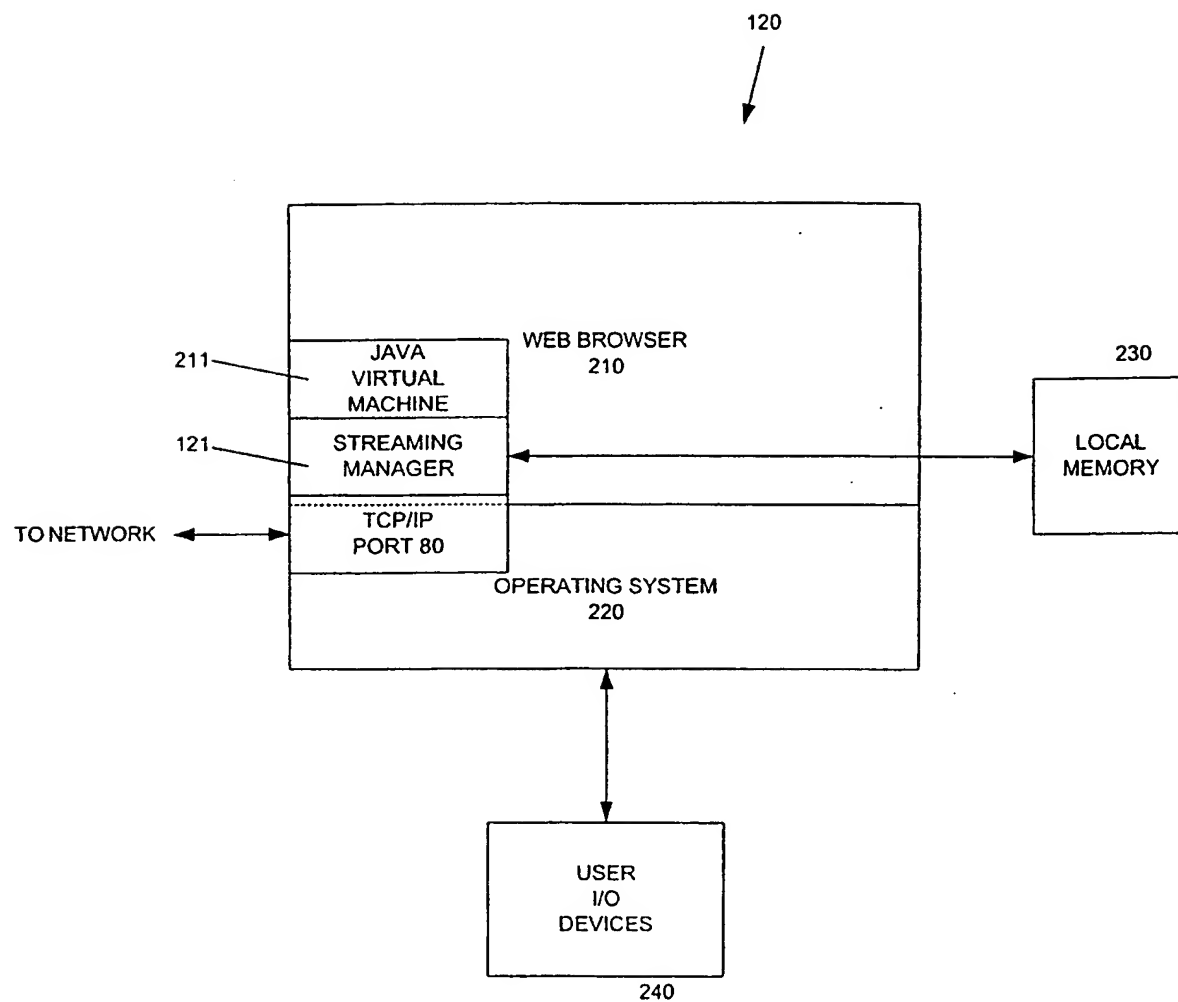 120
WEB BROWSER
210
211
JAVA
VIRTUAL
MACHINE
230
121
STREAMING
MANAGER
LOCAL
MEMORY
TO NETWORK
TCP/IP
PORT 80
OPERATING SYSTEM
220
USER
I/O
DEVICES
240